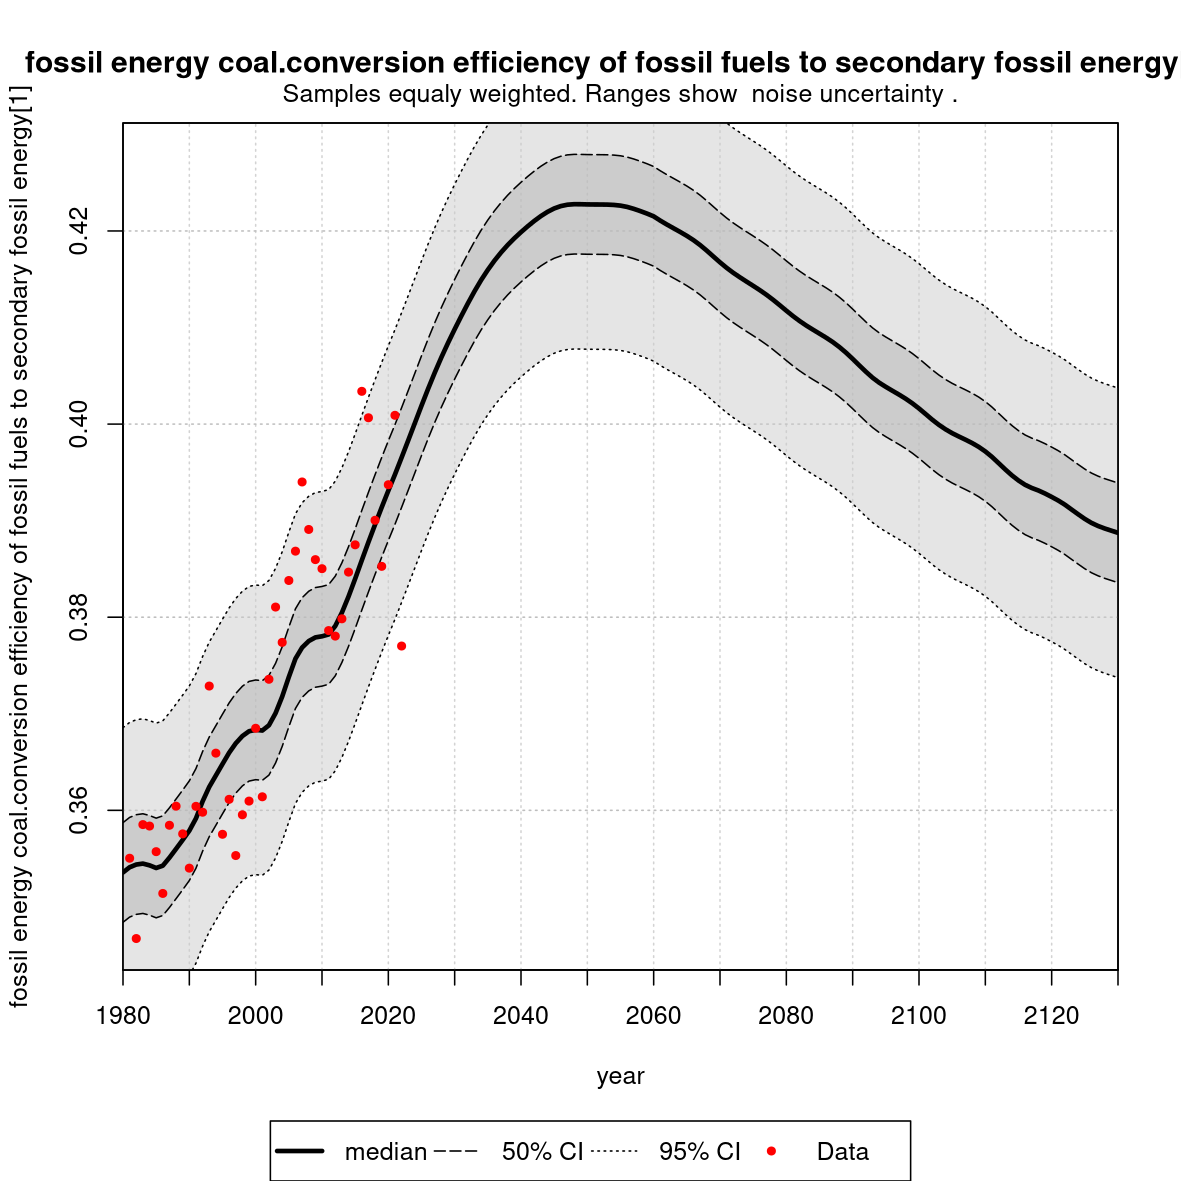 fossil energy coal.conversion efficiency of fossil fuels to secondary fossil energy
Samples equaly weighted. Ranges show  noise uncertainty .
fossil energy coal.conversion efficiency of fossil fuels to secondary fossil energy[1]
0.42
0.40
0.38
0.36
1980 2000 2020 2040 2060 2080 2100 2120
year
median 50% CI 95% CI Data